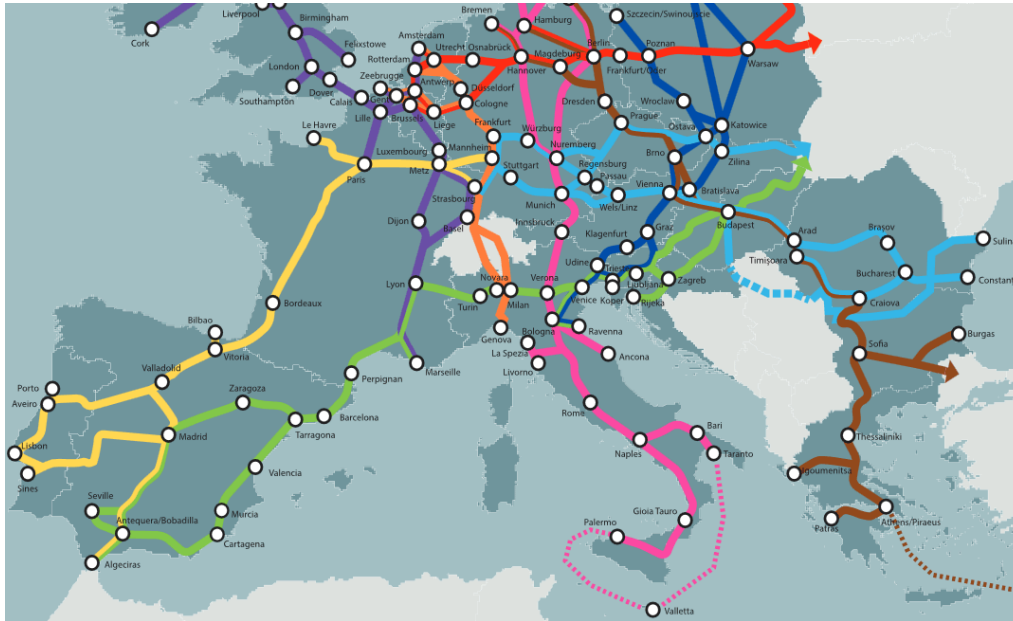 Bremen
Szczecin/Swinoujscie
Liverpool
Birmingham
Hamburg
Cork
Felixstowe
Amsterdam
Utrecht
Osnabrück
Magdeburg
Berlin
Poznan
London
Rotterdam
Hannover
Frankfurt/Oder
Warsaw
Zeebrugge
Antwerp
Southampton
Dover
Calais
Gent
Düsseldorf
Dresden
Wroclaw
Lille
Brussels
Cologne
Liège
Prague
Ostava
Katowice
Le Havre
Frankfurt
Würzburg
Luxembourg
Mannheim
Nuremberg
Brno
Zilina
Paris
Metz
Stuttgart
Regensburg
Passau
Vienna
Bratislava
Strasbourg
Munich
Wels/Linz
Dijon
Basel
Innsbruck
Klagenfurt
Graz
Budapest
Arad
Braşov
Sulina
Timişoara
Udine
Trieste
Ljubljana
Zagreb
Bucharest
Constant
Lyon
Novara
Verona
Turin
Milan
Venice
Koper
Rijeka
Craiova
Bordeaux
Bilbao
Genova
Bologna
Ravenna
Sofia
Burgas
Vitoria
La Spezia
Ancona
Valladolid
Marseille
Livorno
Perpignan
Porto
Aveiro
Zaragoza
Barcelona
Rome
Tarragona
Madrid
Bari
Lisbon
Naples
Taranto
Thessaloniki
Valencia
Sines
Igoumenitsa
Seville
Murcia
Gioia Tauro
Antequera/Bobadilla
Cartagena
Palermo
Patras
Athens/Piraeus
Algeciras
Valletta